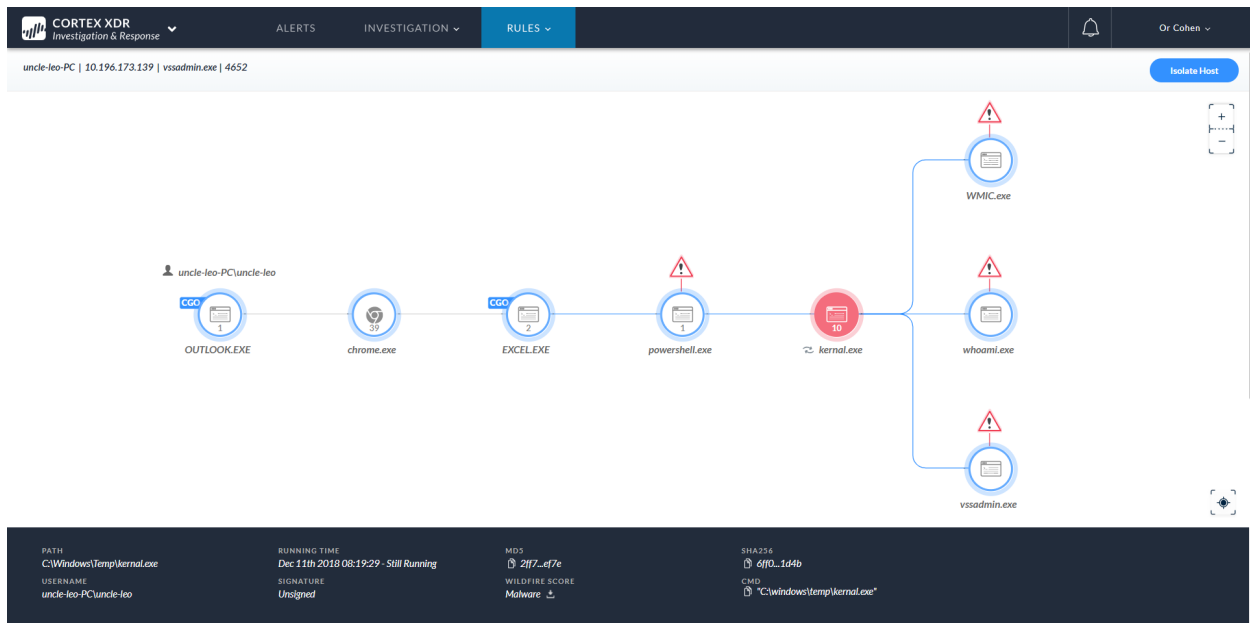 CORTEX XDR
Investigation & Response
ALERTS
INVESTIGATION
RULES
Or Cohen
uncle-leo-PC | 10.196.173.139 | vssadmin.exe | 4652
Isolate Host
WMIC.exe
uncle-leo-PC\uncle-leo
CGO
1
OUTLOOK.EXE
39
chrome.exe
CGO
2
EXCEL.EXE
1
powershell.exe
10
kernal.exe
whoami.exe
vssadmin.exe
PATH
C:\Windows\Temp\kernal.exe
RUNNING TIME
Dec 11th 2018 08:19:29 - Still Running
MD5
2ff7...ef7e
SHA256
6ff0...1d4b
USERNAME
uncle-leo-PC\uncle-leo
SIGNATURE
Unsigned
WILDFIRE SCORE
Malware
CMD
"C:\windows\temp\kernal.exe"